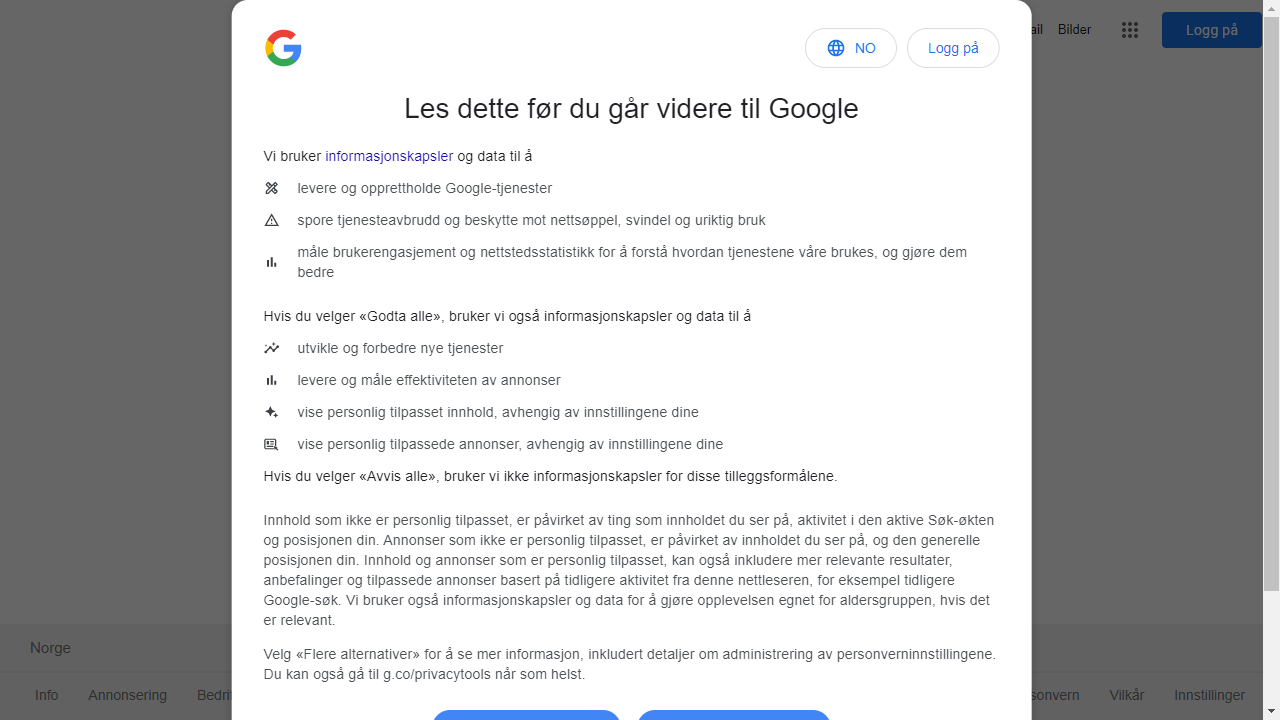 Bilder
Logg på
NO
Logg på
Les dette før du går videre til Google
Vi bruker informasjonskapsler og data til å
levere og opprettholde Google-tjenester
spore tjenesteavbrudd og beskytte mot nettsøppel, svindel og uriktig bruk
måle brukerengasjement og nettstedsstatistikk for å forstå hvordan tjenestene våre brukes, og gjøre dem
bedre
Hvis du velger «Godta alle», bruker vi også informasjonskapsler og data til å
utvikle og forbedre nye tjenester
levere og måle effektiviteten av annonser
vise personlig tilpasset innhold, avhengig av innstillingene dine
vise personlig tilpassede annonser, avhengig av innstillingene dine
Hvis du velger «Avvis alle», bruker vi ikke informasjonskapsler for disse tilleggsformålene.
Innhold som ikke er personlig tilpasset, er påvirket av ting som innholdet du ser på, aktivitet i den aktive Søk-økten
og posisjonen din. Annonser som ikke er personlig tilpasset, er påvirket av innholdet du ser på, og den generelle
posisjonen din. Innhold og annonser som er personlig tilpasset, kan også inkludere mer relevante resultater,
anbefalinger og tilpassede annonser basert på tidligere aktivitet fra denne nettleseren, for eksempel tidligere
Google-søk. Vi bruker også informasjonskapsler og data for å gjøre opplevelsen egnet for aldersgruppen, hvis det
er relevant.
Velg «Flere alternativer» for å se mer informasjon, inkludert detaljer om administrering av personverninnstillingene.
Du kan også gå til g.co/privacytools når som helst.
Norge
Info Annonsering Vilkår Innstillinger